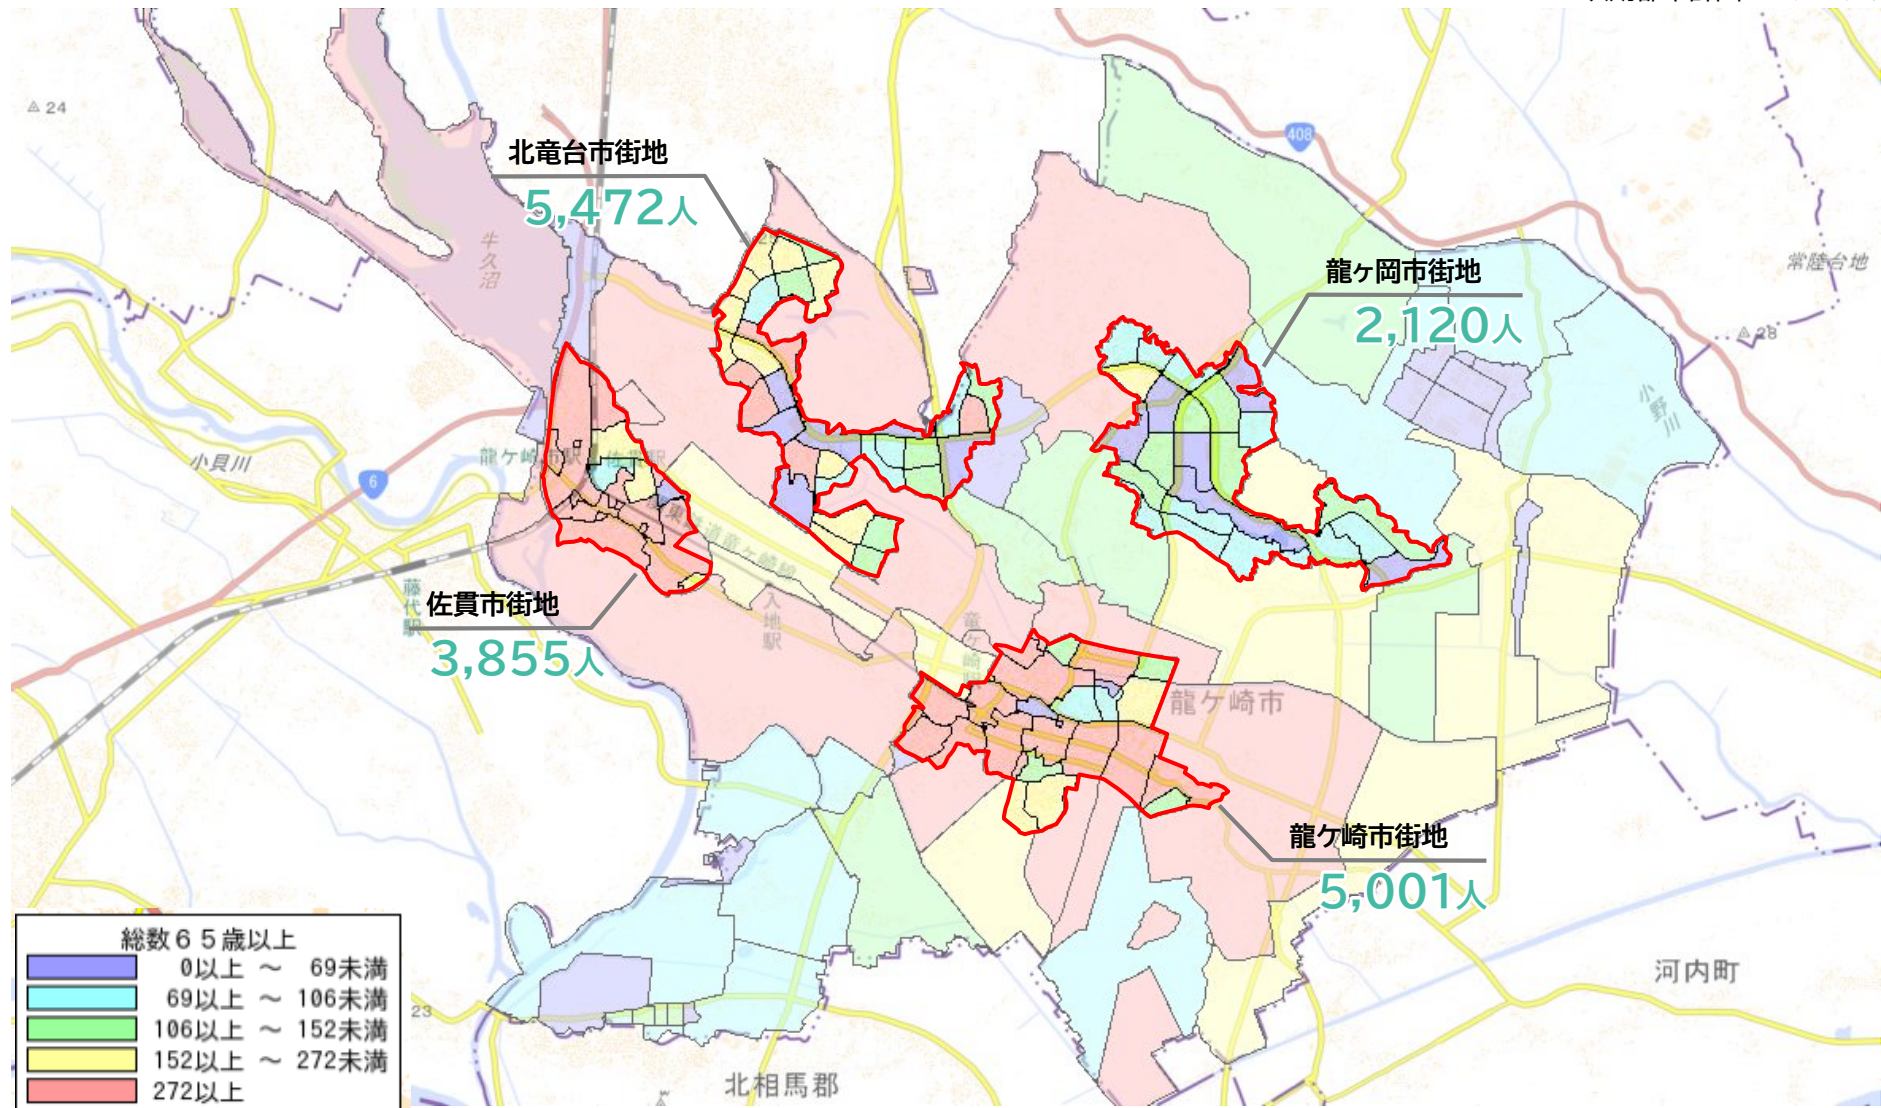 24
408
北竜台市街地
5,472人
牛久沼
龍ヶ岡市街地
2,120人
常陸台地
28
小野川
小貝川
6
龍ケ崎市駅
佐貫駅
藤代駅
佐貫市街地
3,855人
入地駅
竜ケ崎駅
龍ケ崎市
龍ケ崎市街地
5,001人
河内町
総数65歳以上
0以上 ～ 69未満
69以上 ～ 106未満
106以上 ～ 152未満
152以上 ～ 272未満
272以上
23
北相馬郡